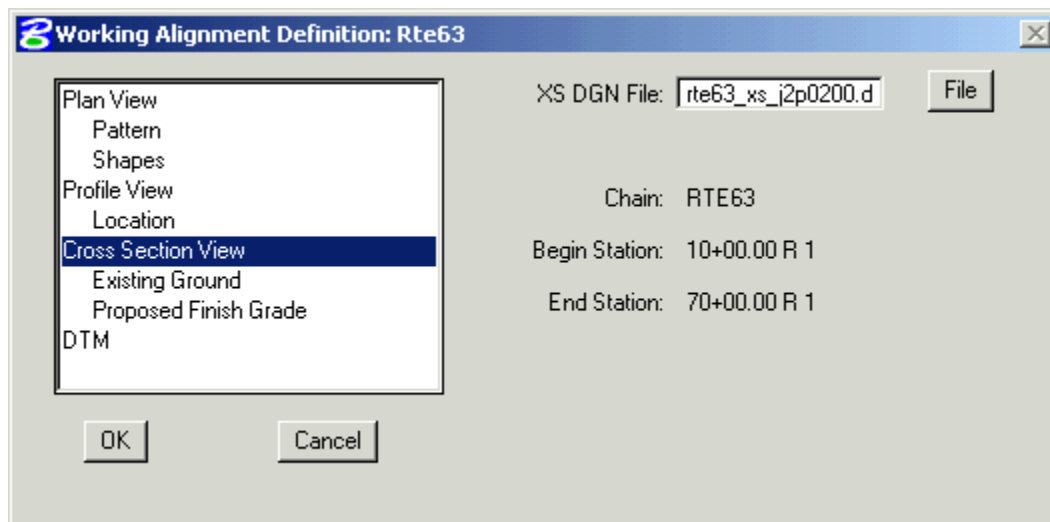 Working Alignment Definition: Rte63
Plan View
Pattern
Shapes
Profile View
Location
Cross Section View
Existing Ground
Proposed Finish Grade
DTM
OK
Cancel
XS DGN File: rte63_xs_j2p0200.d
File
Chain: RTE63
Begin Station: 10+00.00 R 1
End Station: 70+00.00 R 1